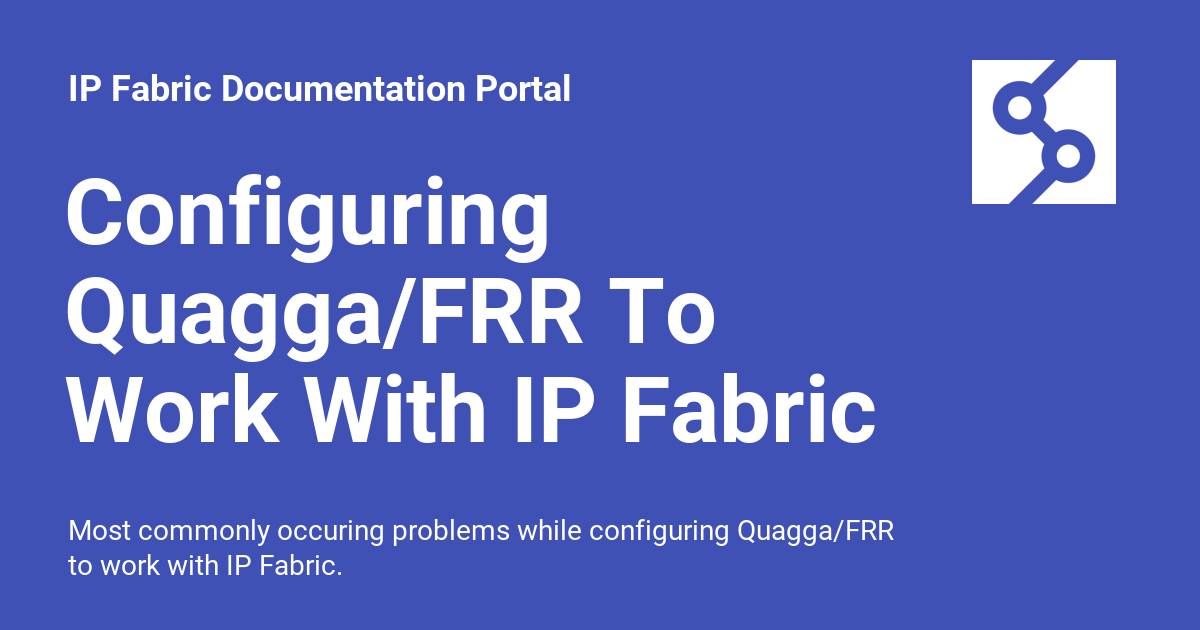 IP Fabric Documentation Portal
Configuring
Quagga/FRR To
Work With IP Fabric
Most commonly occuring problems while configuring Quagga/FRR
to work with IP Fabric.